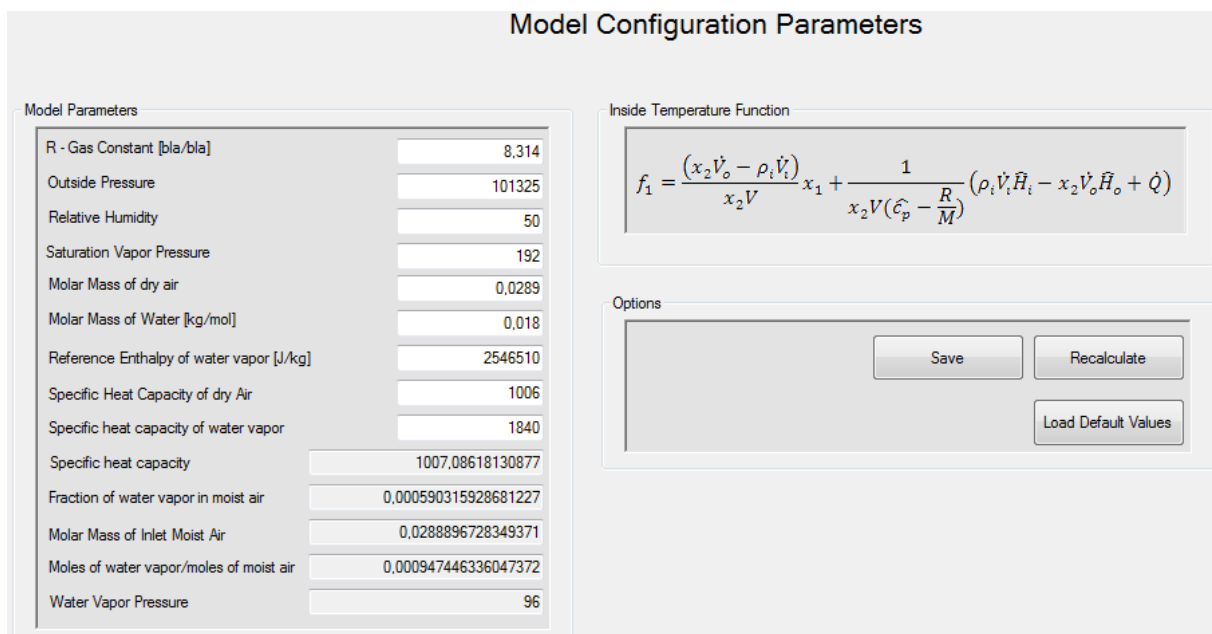 Model Configuration Parameters
Model Parameters
R - Gas Constant [bla/bla] 8,314
Outside Pressure 101325
Relative Humidity 50
Saturation Vapor Pressure 192
Molar Mass of dry air 0,0289
Molar Mass of Water [kg/mol] 0,018
Reference Enthalpy of water vapor [J/kg] 2546510
Specific Heat Capacity of dry Air 1006
Specific heat capacity of water vapor 1840
Specific heat capacity 1007,08618130877
Fraction of water vapor in moist air 0,000590315928681227
Molar Mass of Inlet Moist Air 0,0288896728349371
Moles of water vapor/moles of moist air 0,000947446336047372
Water Vapor Pressure 96
Inside Temperature Function
f₁ = (x₂V̇ₒ − ρᵢV̇ᵢ) / x₂V x₁ + 1 / x₂V(ĉₚ − R/M) (ρᵢV̇ᵢĤᵢ − x₂V̇ₒĤₒ + Q̇)
Options
Save Recalculate
Load Default Values